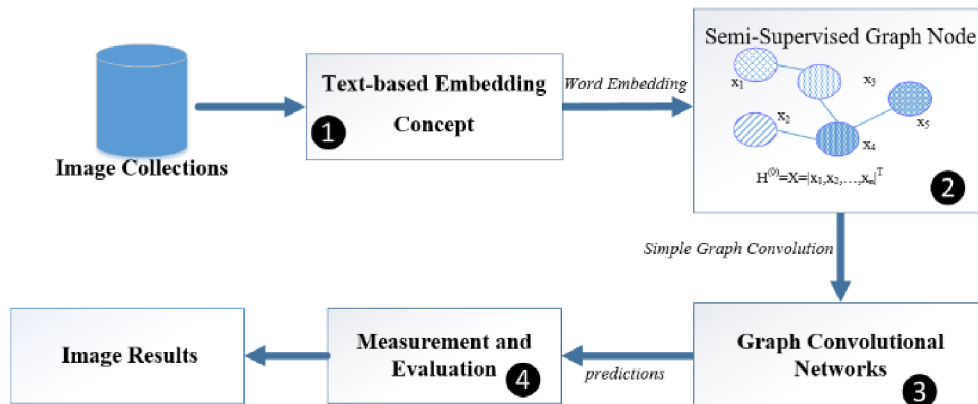 Image Collections
Text-based Embedding
Concept
1
Word Embedding
Semi-Supervised Graph Node
x₁
x₃
x₂
x₅
x₄
H⁽⁰⁾=X=|x₁,x₂,...,xₙ|ᵀ
2
Simple Graph Convolution
Graph Convolutional
Networks
3
predictions
Measurement and
Evaluation
4
Image Results